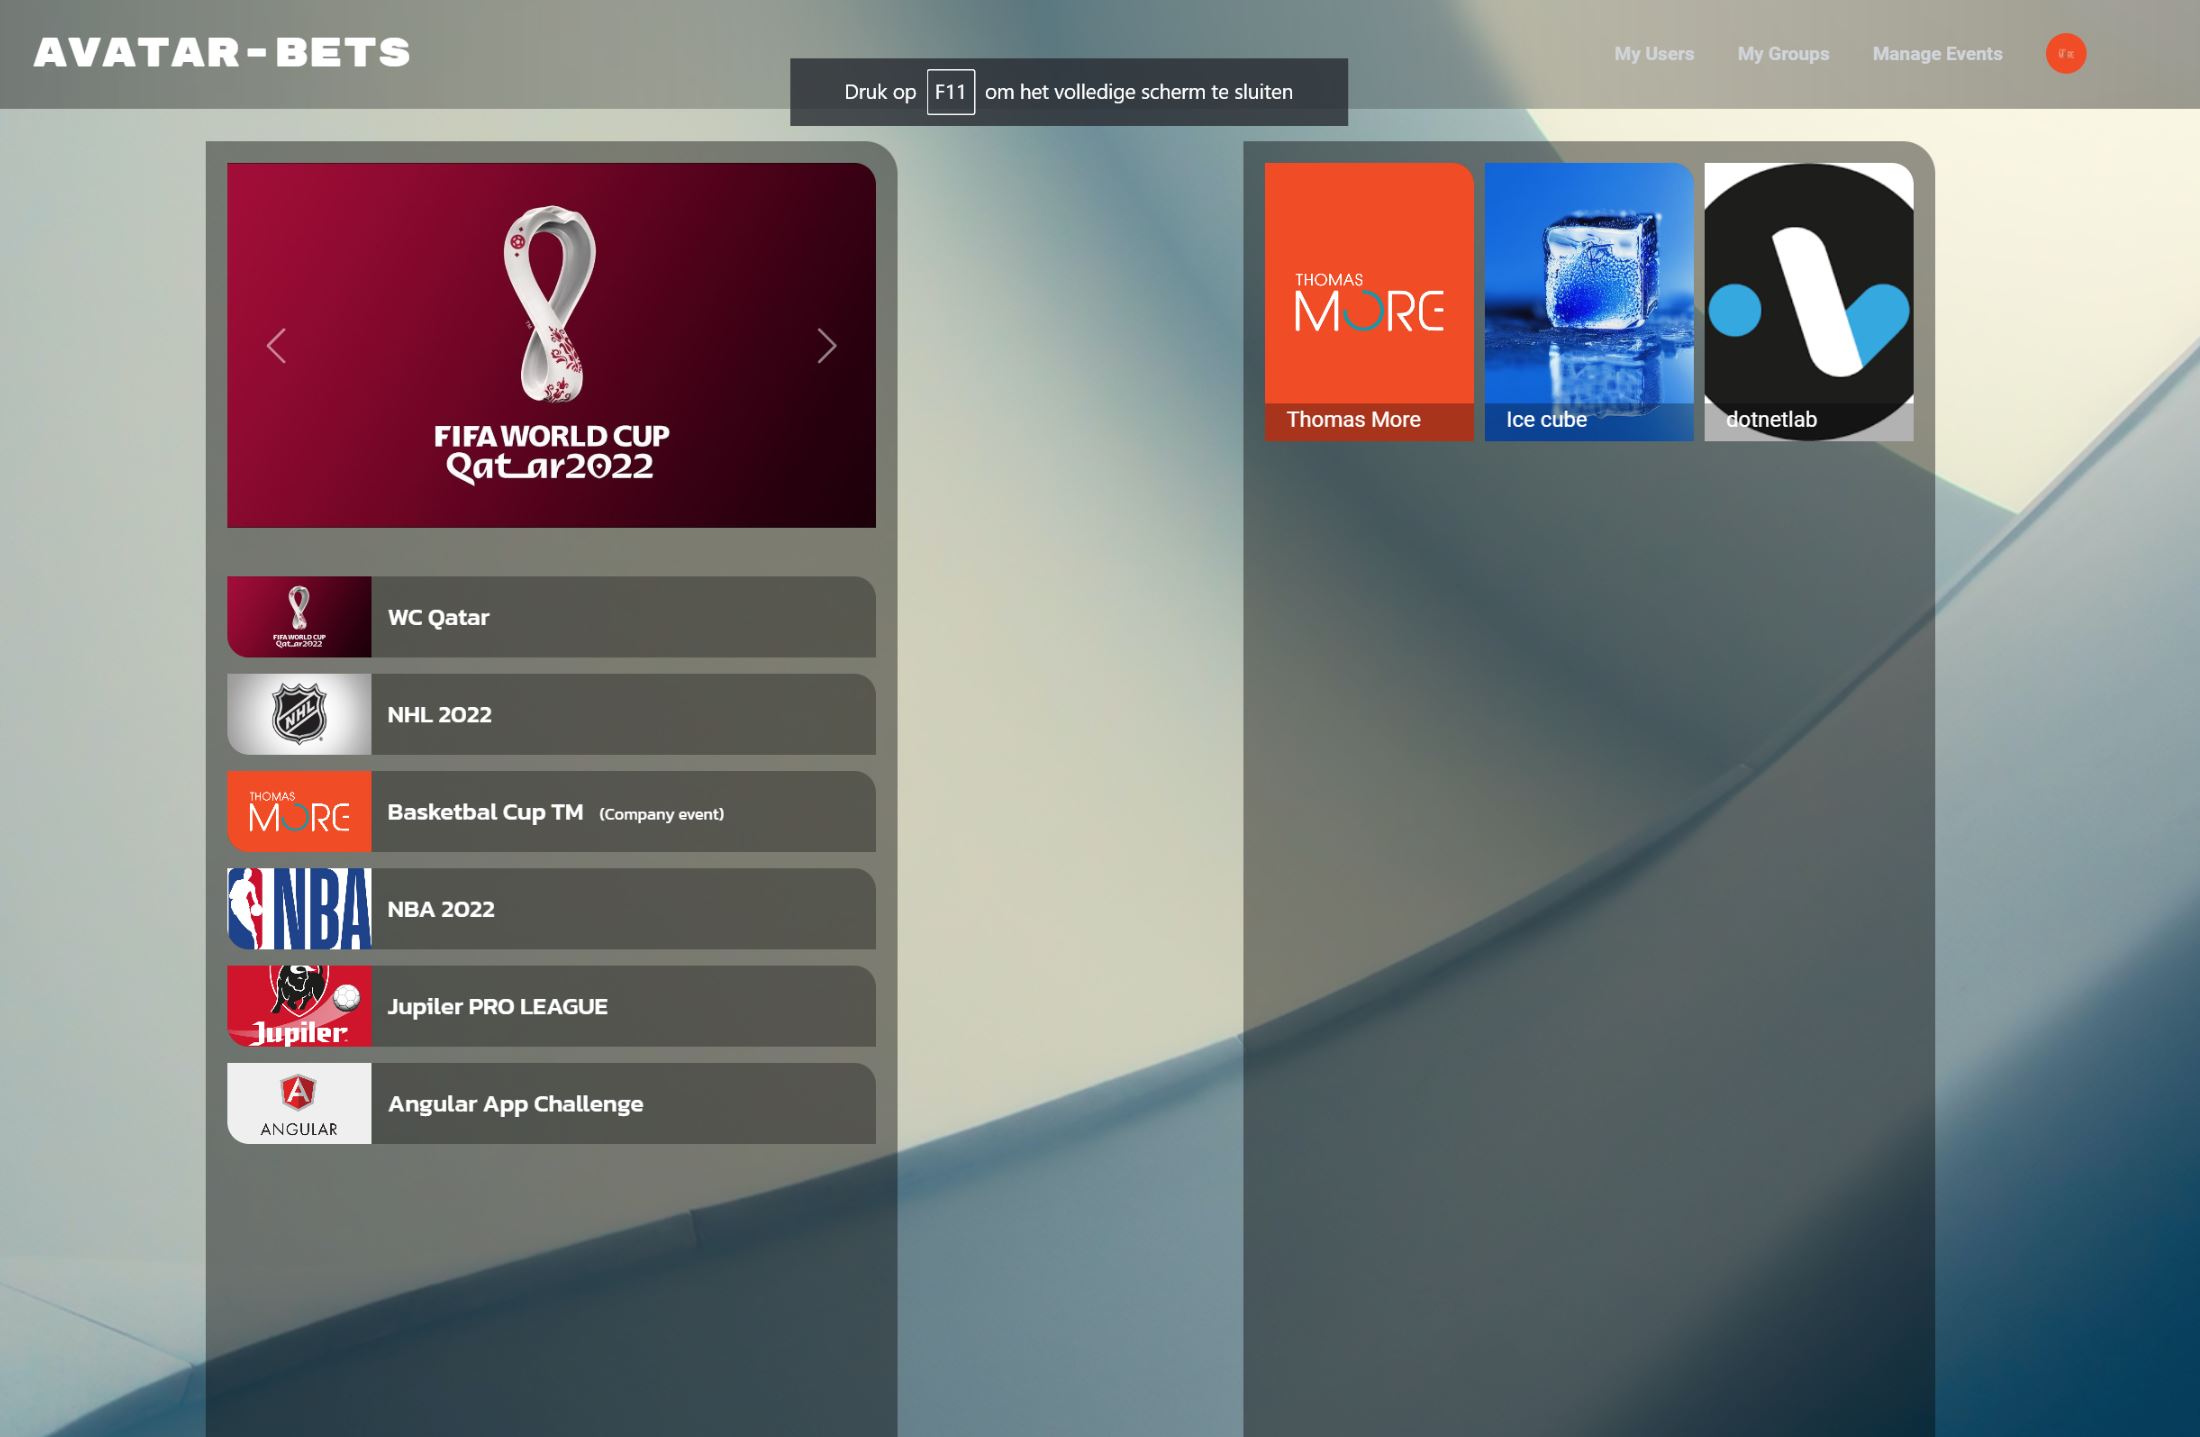 AVATAR-BETS
My Users
My Groups
Manage Events
Druk op F11 om het volledige scherm te sluiten
FIFA WORLD CUP
Qatar2022
THOMAS
MORE
Thomas More
Ice cube
dotnetlab
FIFA WORLD CUP
Qatar2022
WC Qatar
NHL
NHL 2022
THOMAS
MORE
Basketbal Cup TM (Company event)
NBA
NBA 2022
Jupiler
Jupiler PRO LEAGUE
A
ANGULAR
Angular App Challenge